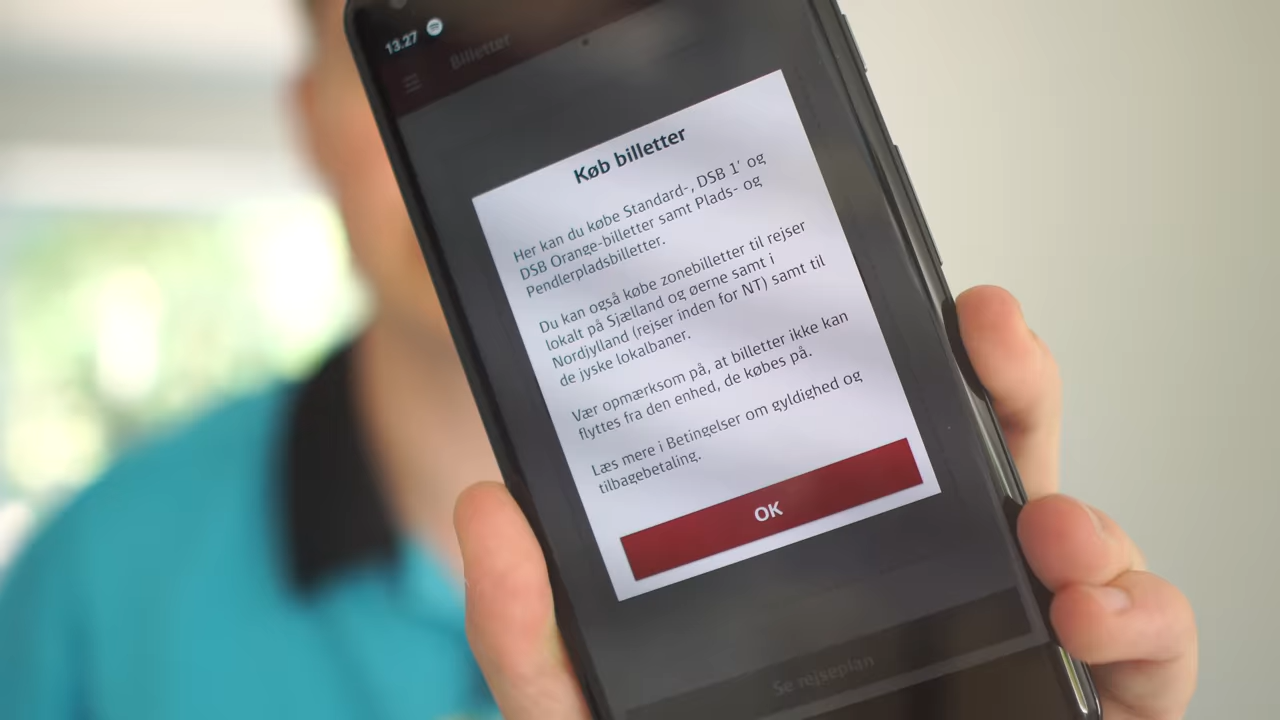 13.27
Billetter
Køb billetter
Her kan du købe Standard-, DSB 1' og
DSB Orange-billetter samt Plads- og
Pendlerpladsbilletter.
Du kan også købe zonebilletter til rejser
lokalt på Sjælland og øerne samt i
Nordjylland (rejser inden for NT) samt til
de jyske lokalbaner.
Vær opmærksom på, at billetter ikke kan
flyttes fra den enhed, de købes på.
Læs mere i Betingelser om gyldighed og
tilbagebetaling.
OK
Se rejseplan